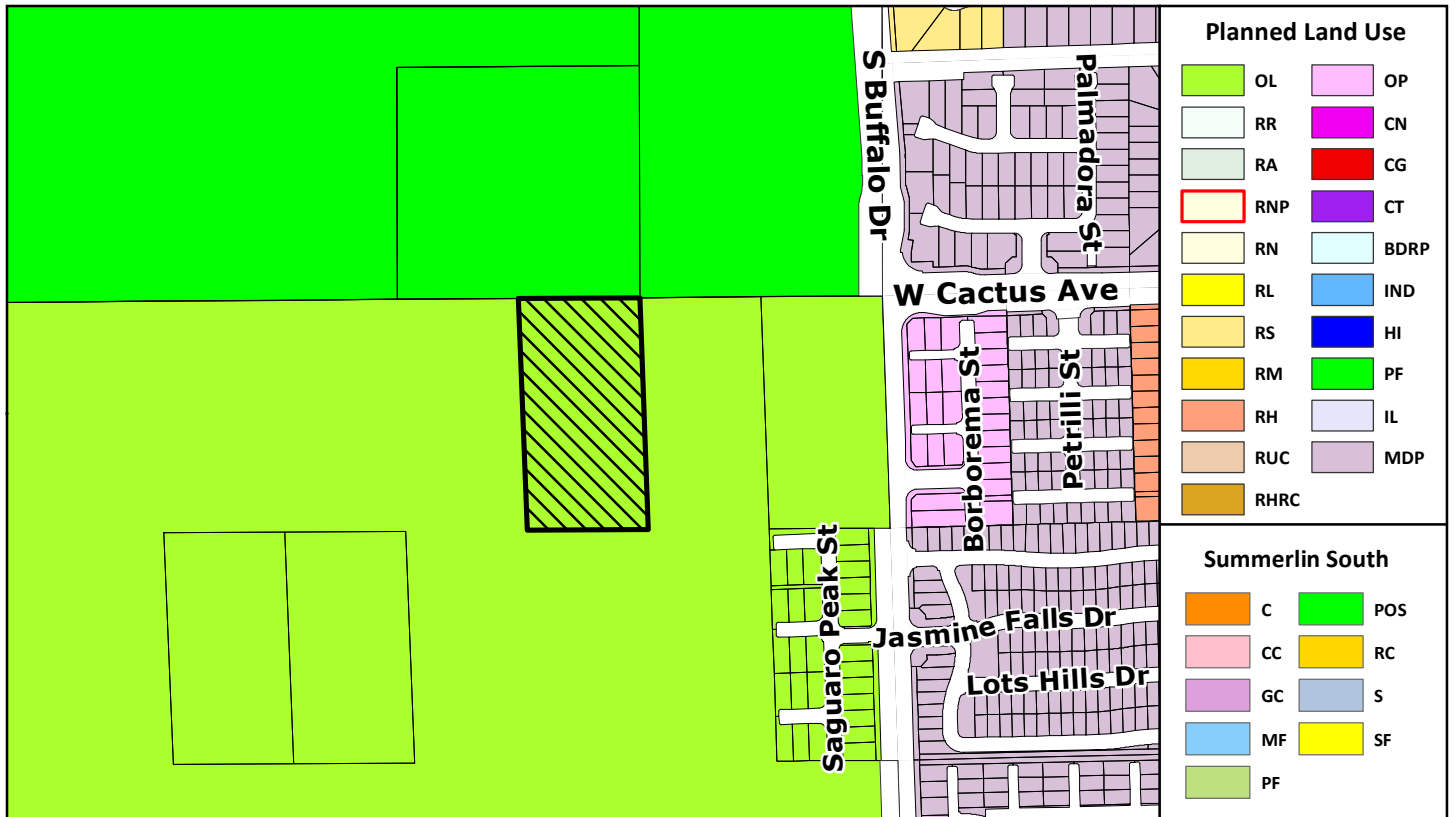 S Buffalo Dr
Palmadora St
W Cactus Ave
Borborema St
Petrilli St
Saguaro Peak St
Jasmine Falls Dr
Lots Hills Dr
Planned Land Use
OL OP
RR CN
RA CG
RNP CT
RN BDRP
RL IND
RS HI
RM PF
RH IL
RUC MDP
RHRC
Summerlin South
C POS
CC RC
GC S
MF SF
PF